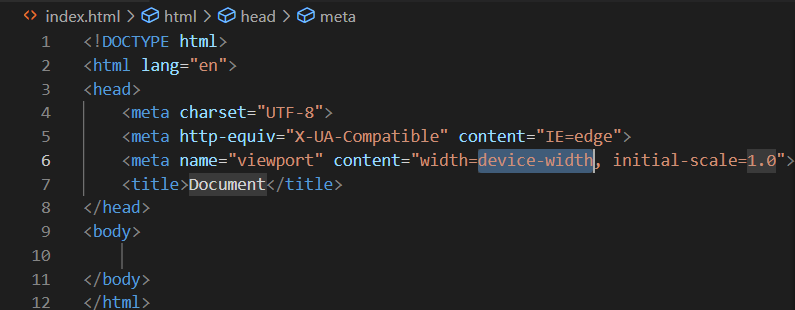 index.html > html > head > meta
1 <!DOCTYPE html>
2 <html lang="en">
3 <head>
4 <meta charset="UTF-8">
5 <meta http-equiv="X-UA-Compatible" content="IE=edge">
6 <meta name="viewport" content="width=device-width, initial-scale=1.0">
7 <title>Document</title>
8 </head>
9 <body>
10
11 </body>
12 </html>